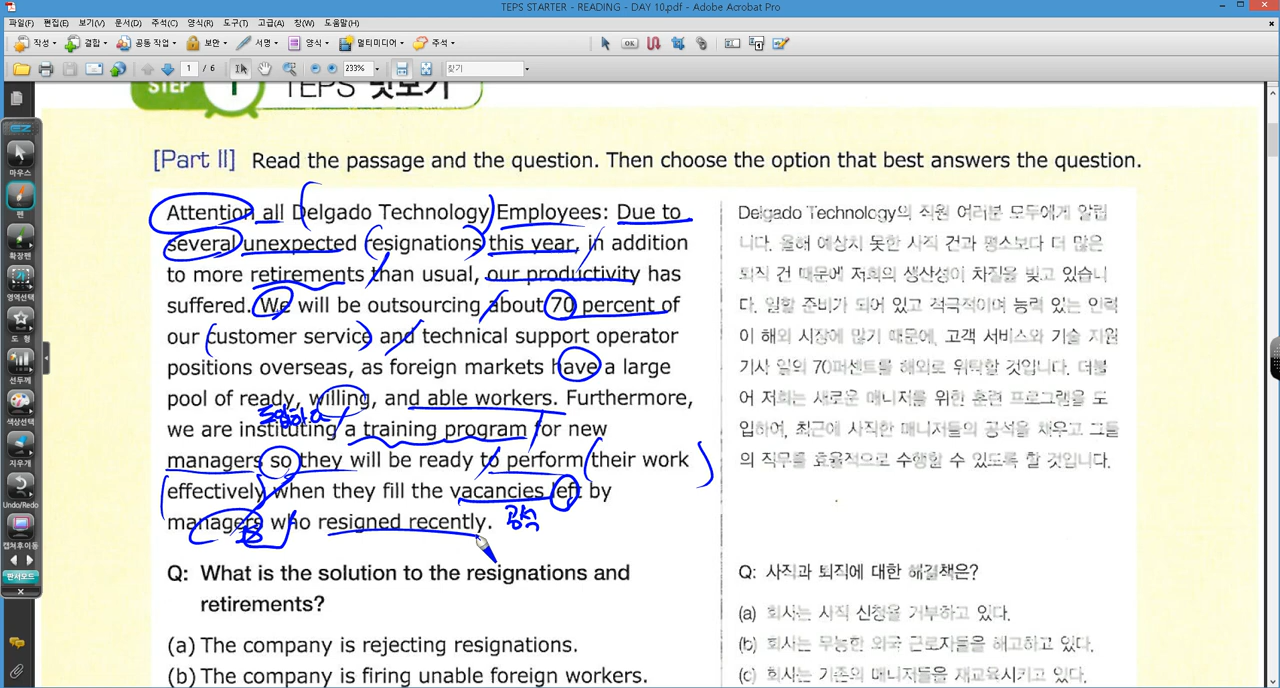 TEPS STARTER - READING - DAY 10.pdf - Adobe Acrobat Pro
파일(F) 편집(E) 보기(V) 문서(D) 주석(C) 양식(R) 도구(T) 고급(A) 창(W) 도움말(H)
작성 결합 공동 작업 보안 서명 양식 멀티미디어 주석 OK
1 / 6 233% 찾기
STEP 1 TEPS 맛보기
EZ
마우스
펜
확장펜
영역선택
도 형
선두께
색상선택
지우개
Undo/Redo
캡쳐후이동
판서모드
[Part II] Read the passage and the question. Then choose the option that best answers the question.
Attention all Delgado Technology Employees: Due to
several unexpected resignations this year, in addition
to more retirements than usual, our productivity has
suffered. We will be outsourcing about 70 percent of
our customer service and technical support operator
positions overseas, as foreign markets have a large
pool of ready, willing, and able workers. Furthermore,
we are instituting a training program for new
managers so they will be ready to perform their work
effectively when they fill the vacancies left by
managers who resigned recently.
공석
Q: What is the solution to the resignations and
retirements?
(a) The company is rejecting resignations.
(b) The company is firing unable foreign workers.
Delgado Technology의 직원 여러분 모두에게 알립
니다. 올해 예상치 못한 사직 건과 평소보다 더 많은
퇴직 건 때문에 저희의 생산성이 차질을 빚고 있습니
다. 일할 준비가 되어 있고 적극적이며 능력 있는 인력
이 해외 시장에 많기 때문에, 고객 서비스와 기술 지원
기사 일의 70퍼센트를 해외로 위탁할 것입니다. 더불
어 저희는 새로운 매니저를 위한 훈련 프로그램을 도
입하여, 최근에 사직한 매니저들의 공석을 채우고 그들
의 직무를 효율적으로 수행할 수 있도록 할 것입니다.
Q: 사직과 퇴직에 대한 해결책은?
(a) 회사는 사직 신청을 거부하고 있다.
(b) 회사는 무능한 외국 근로자들을 해고하고 있다.
(c) 회사는 기존의 매니저들을 재교육시키고 있다.